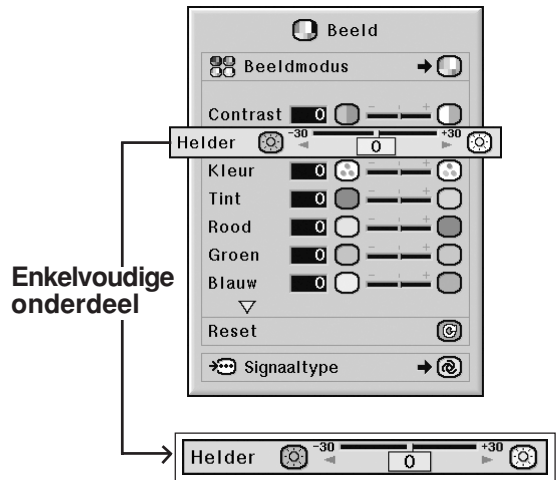 Beeld
Beeldmodus
Contrast 0 - +
Helder -30 0 +30
Kleur 0 - +
Tint 0 - +
Rood 0 - +
Groen 0 - +
Blauw 0 - +
Reset
Signaaltype
Enkelvoudige
onderdeel
Helder -30 0 +30